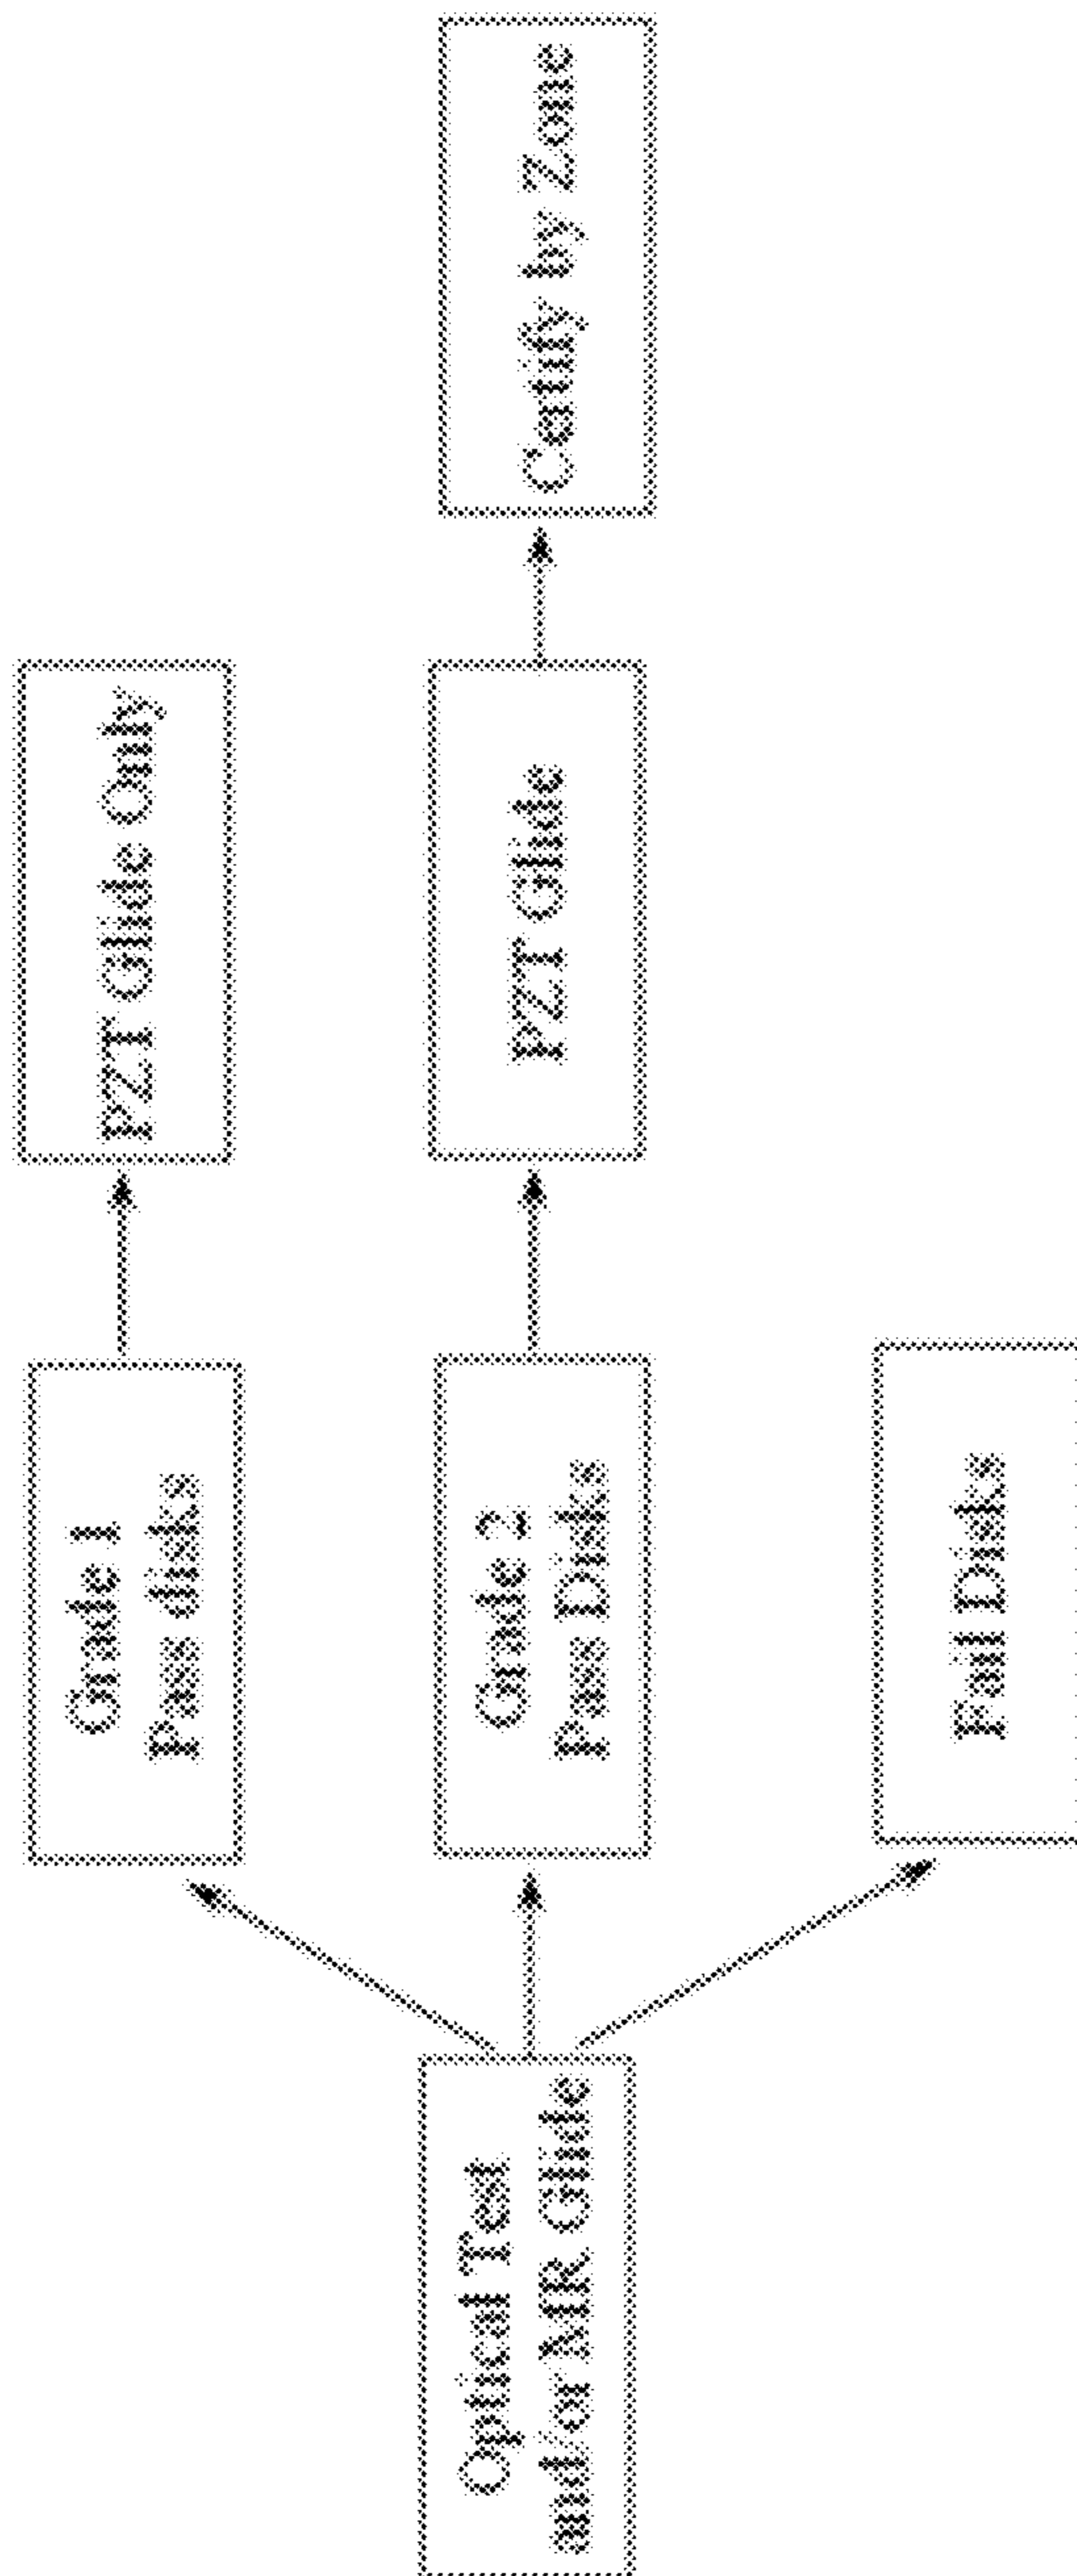 Grade 1
Pass disks
PZT Glide Only
Optical Test
and/or MR Glide
Grade 2
Pass Disks
PZT Glide
Certify by Zone
Fail Disks